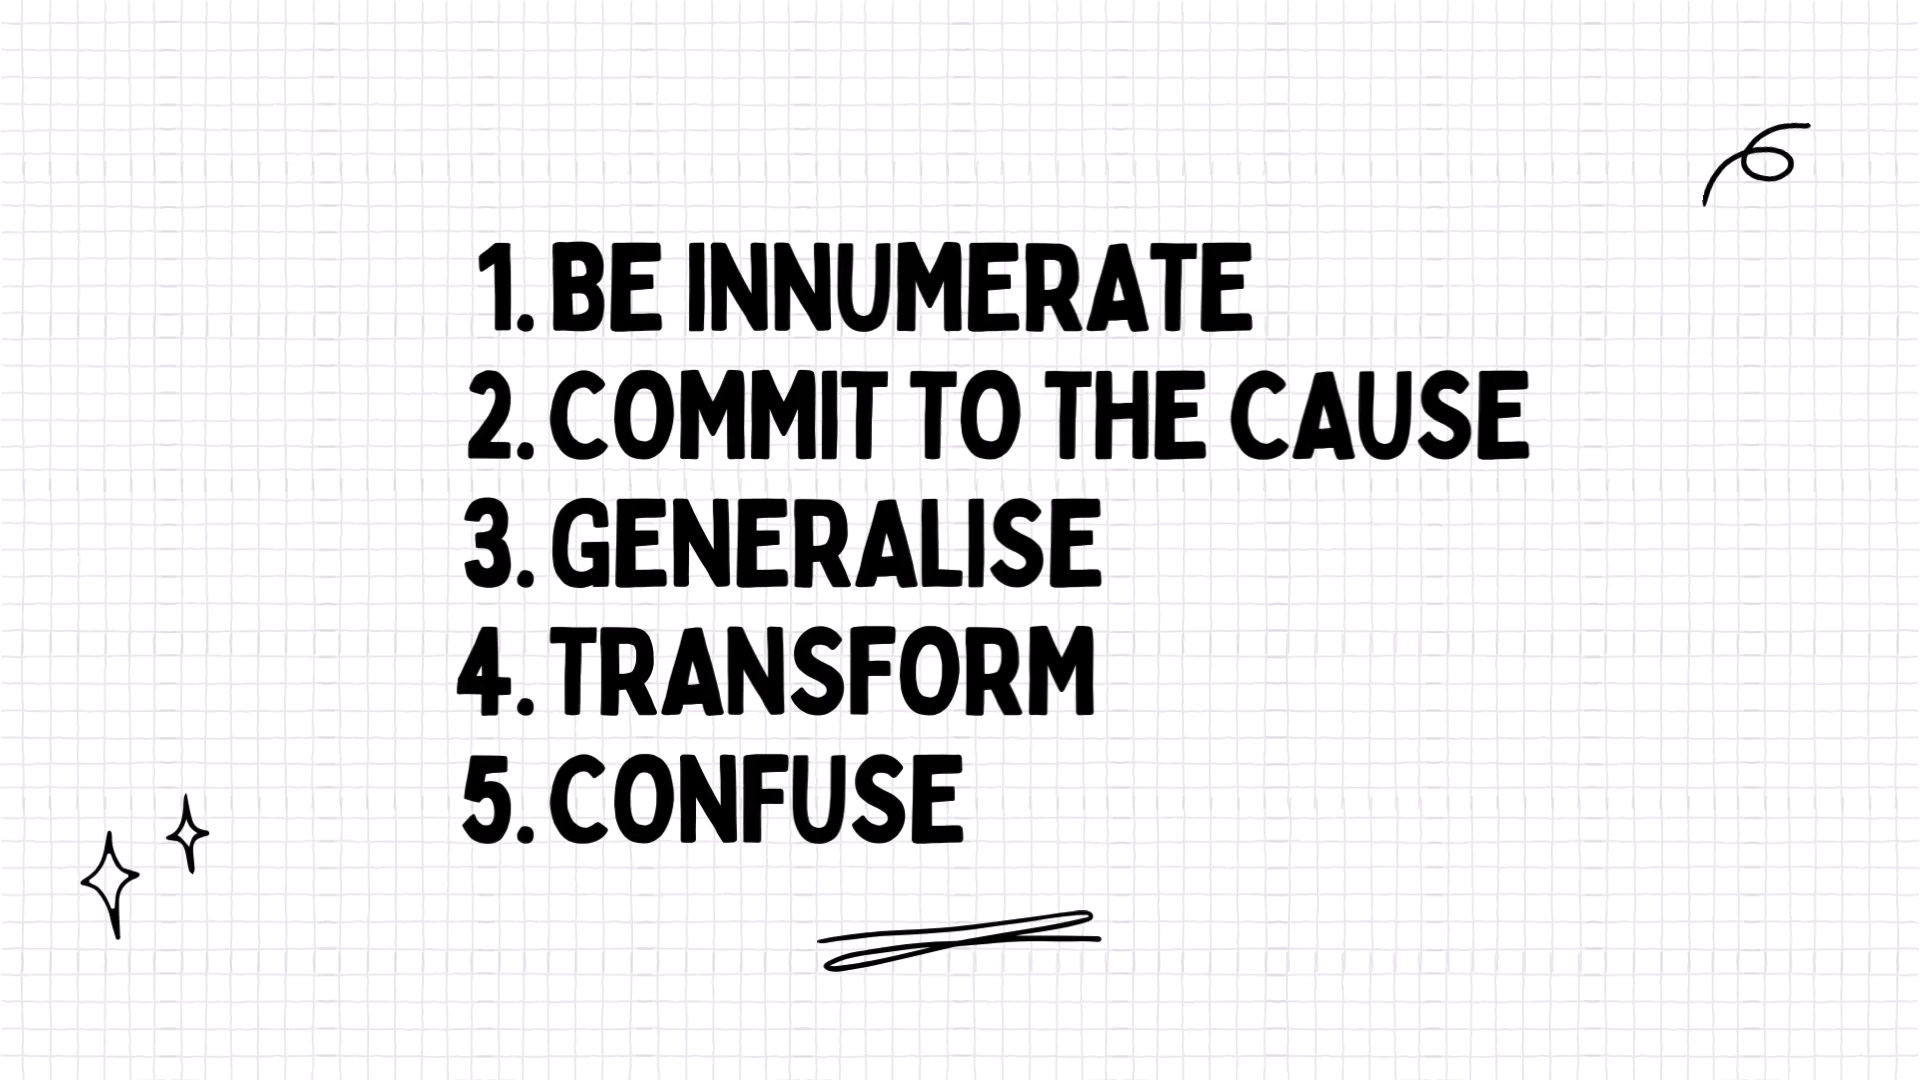 1. BE INNUMERATE
2. COMMIT TO THE CAUSE
3. GENERALISE
4. TRANSFORM
5. CONFUSE